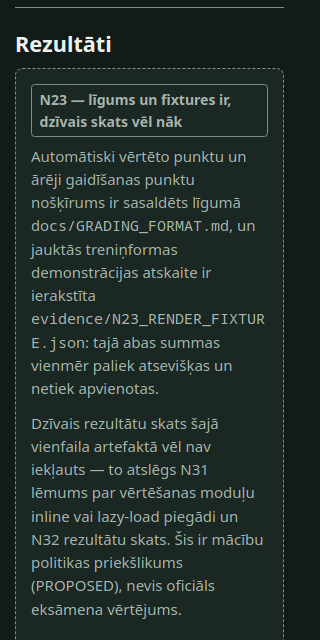 Rezultāti
N23 — līgums un fixtures ir,
dzīvais skats vēl nāk
Automātiski vērtēto punktu un
ārēji gaidīšanas punktu
nošķīrums ir sasaldēts līgumā
docs/GRADING_FORMAT.md, un
jauktās treniņformas
demonstrācijas atskaite ir
ierakstīta
evidence/N23_RENDER_FIXTUR
E.json: tajā abas summas
vienmēr paliek atsevišķas un
netiek apvienotas.
Dzīvais rezultātu skats šajā
vienfaila artefaktā vēl nav
iekļauts — to atslēgs N31
lēmums par vērtēšanas moduļu
inline vai lazy-load piegādi un
N32 rezultātu skats. Šis ir mācību
politikas priekšlikums
(PROPOSED), nevis oficiāls
eksāmena vērtējums.